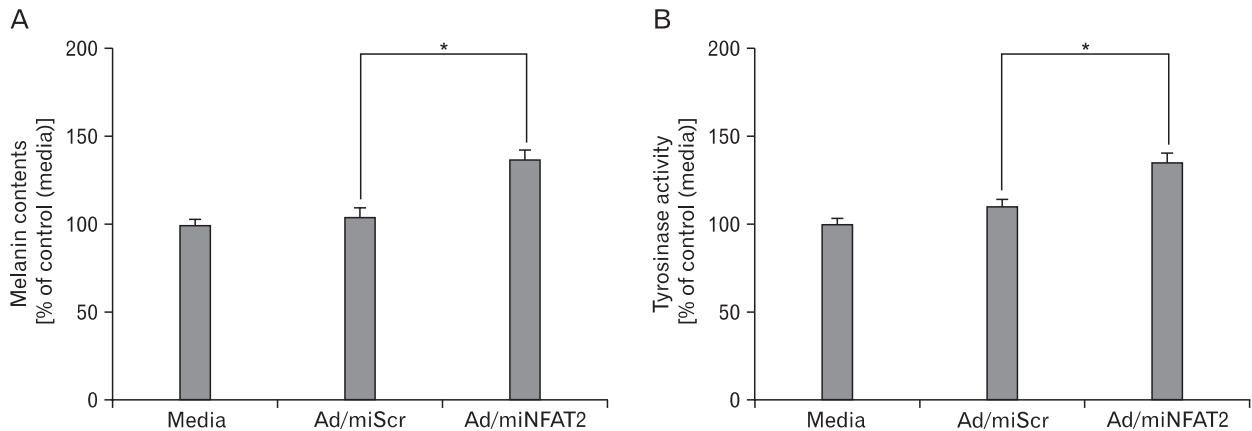 A
200
150
100
50
0
Melanin contents
[% of control (media)]
*
Media
Ad/miScr
Ad/miNFAT2
B
200
150
100
50
0
Tyrosinase activity
[% of control (media)]
*
Media
Ad/miScr
Ad/miNFAT2